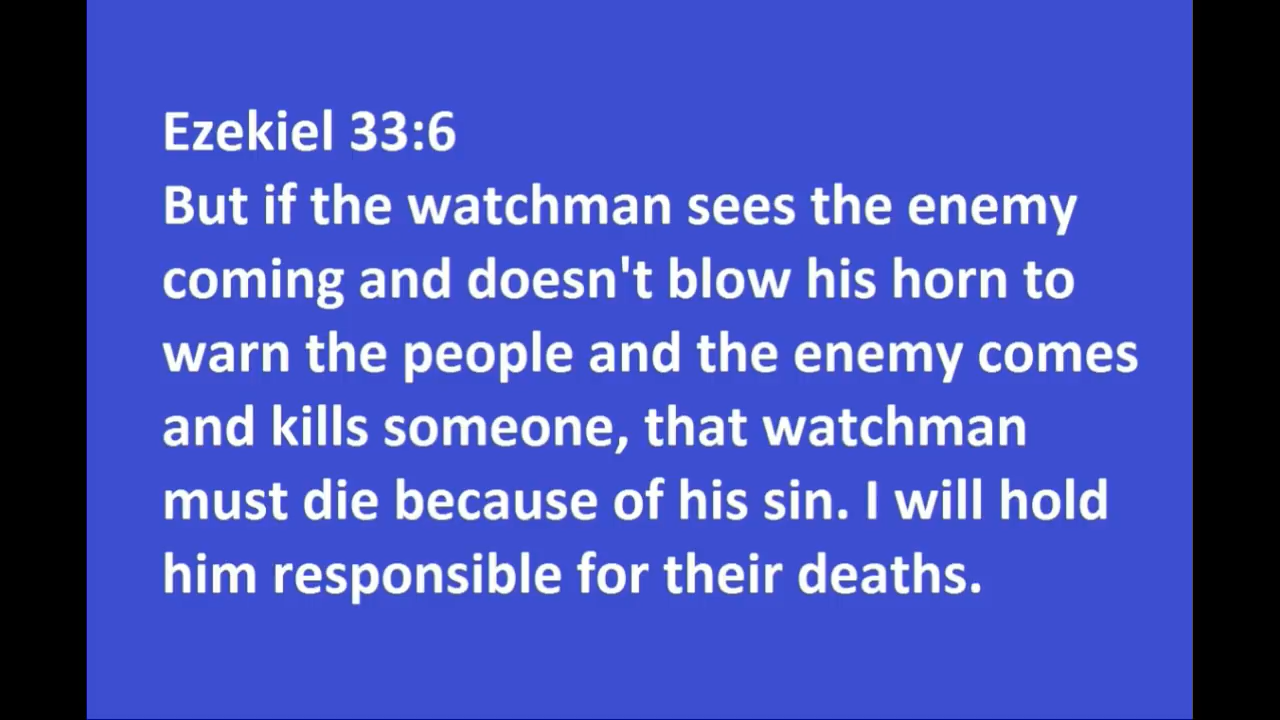 Ezekiel 33:6
But if the watchman sees the enemy
coming and doesn't blow his horn to
warn the people and the enemy comes
and kills someone, that watchman
must die because of his sin. I will hold
him responsible for their deaths.